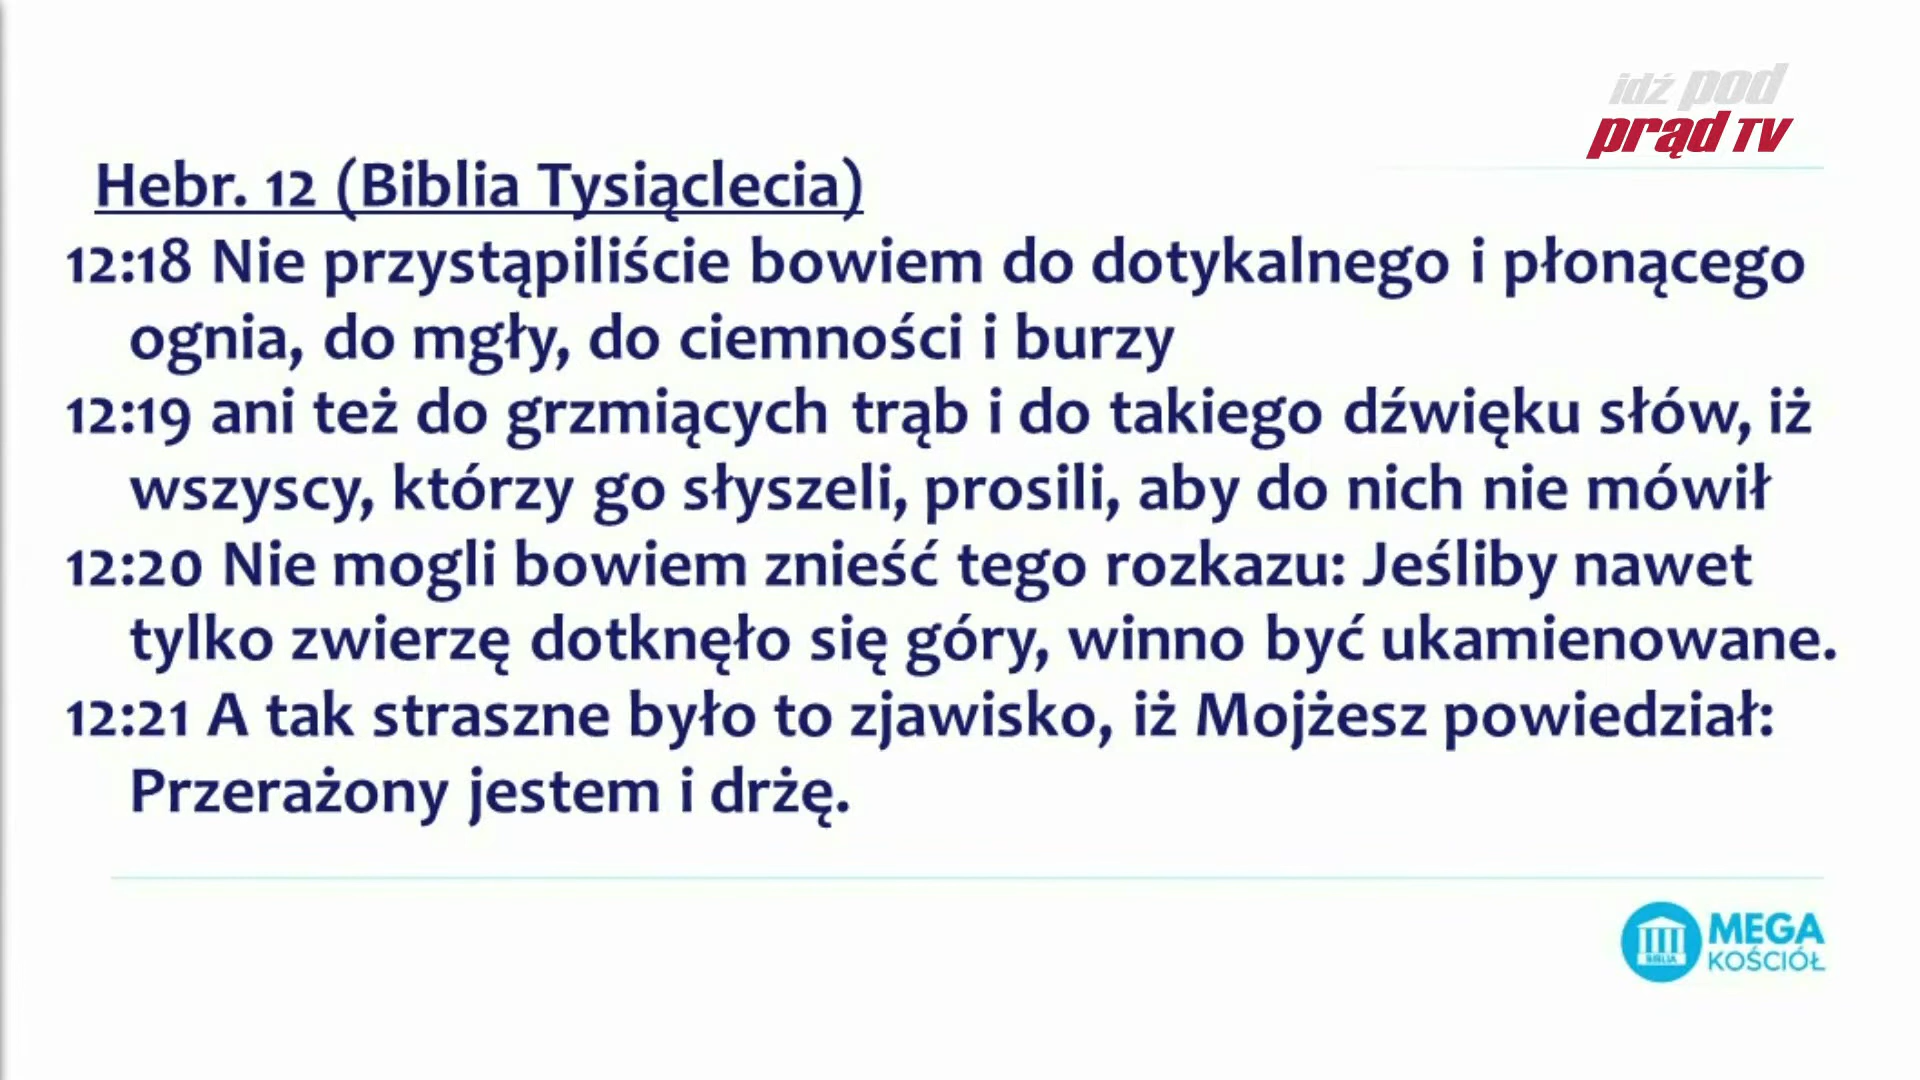 idź pod
prąd TV
Hebr. 12 (Biblia Tysiąclecia)
12:18 Nie przystąpiliście bowiem do dotykalnego i płonącego
ognia, do mgły, do ciemności i burzy
12:19 ani też do grzmiących trąb i do takiego dźwięku słów, iż
wszyscy, którzy go słyszeli, prosili, aby do nich nie mówił
12:20 Nie mogli bowiem znieść tego rozkazu: Jeśliby nawet
tylko zwierzę dotknęło się góry, winno być ukamienowane.
12:21 A tak straszne było to zjawisko, iż Mojżesz powiedział:
Przerażony jestem i drżę.
BIBLIA
MEGA
KOŚCIÓŁ